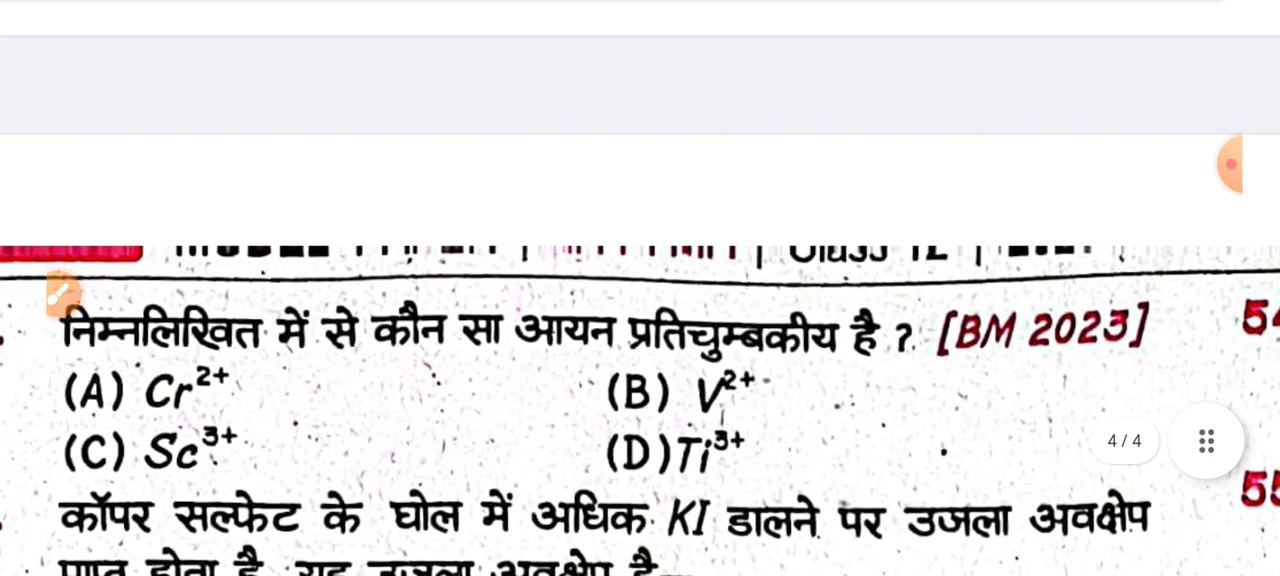 निम्नलिखित में से कौन सा आयन प्रतिचुम्बकीय है ? [BM 2023]
(A) Cr²⁺ (B) V²⁺
(C) Sc³⁺ (D) Ti³⁺
4 / 4
कॉपर सल्फेट के घोल में अधिक KI डालने पर उजला अवक्षेप